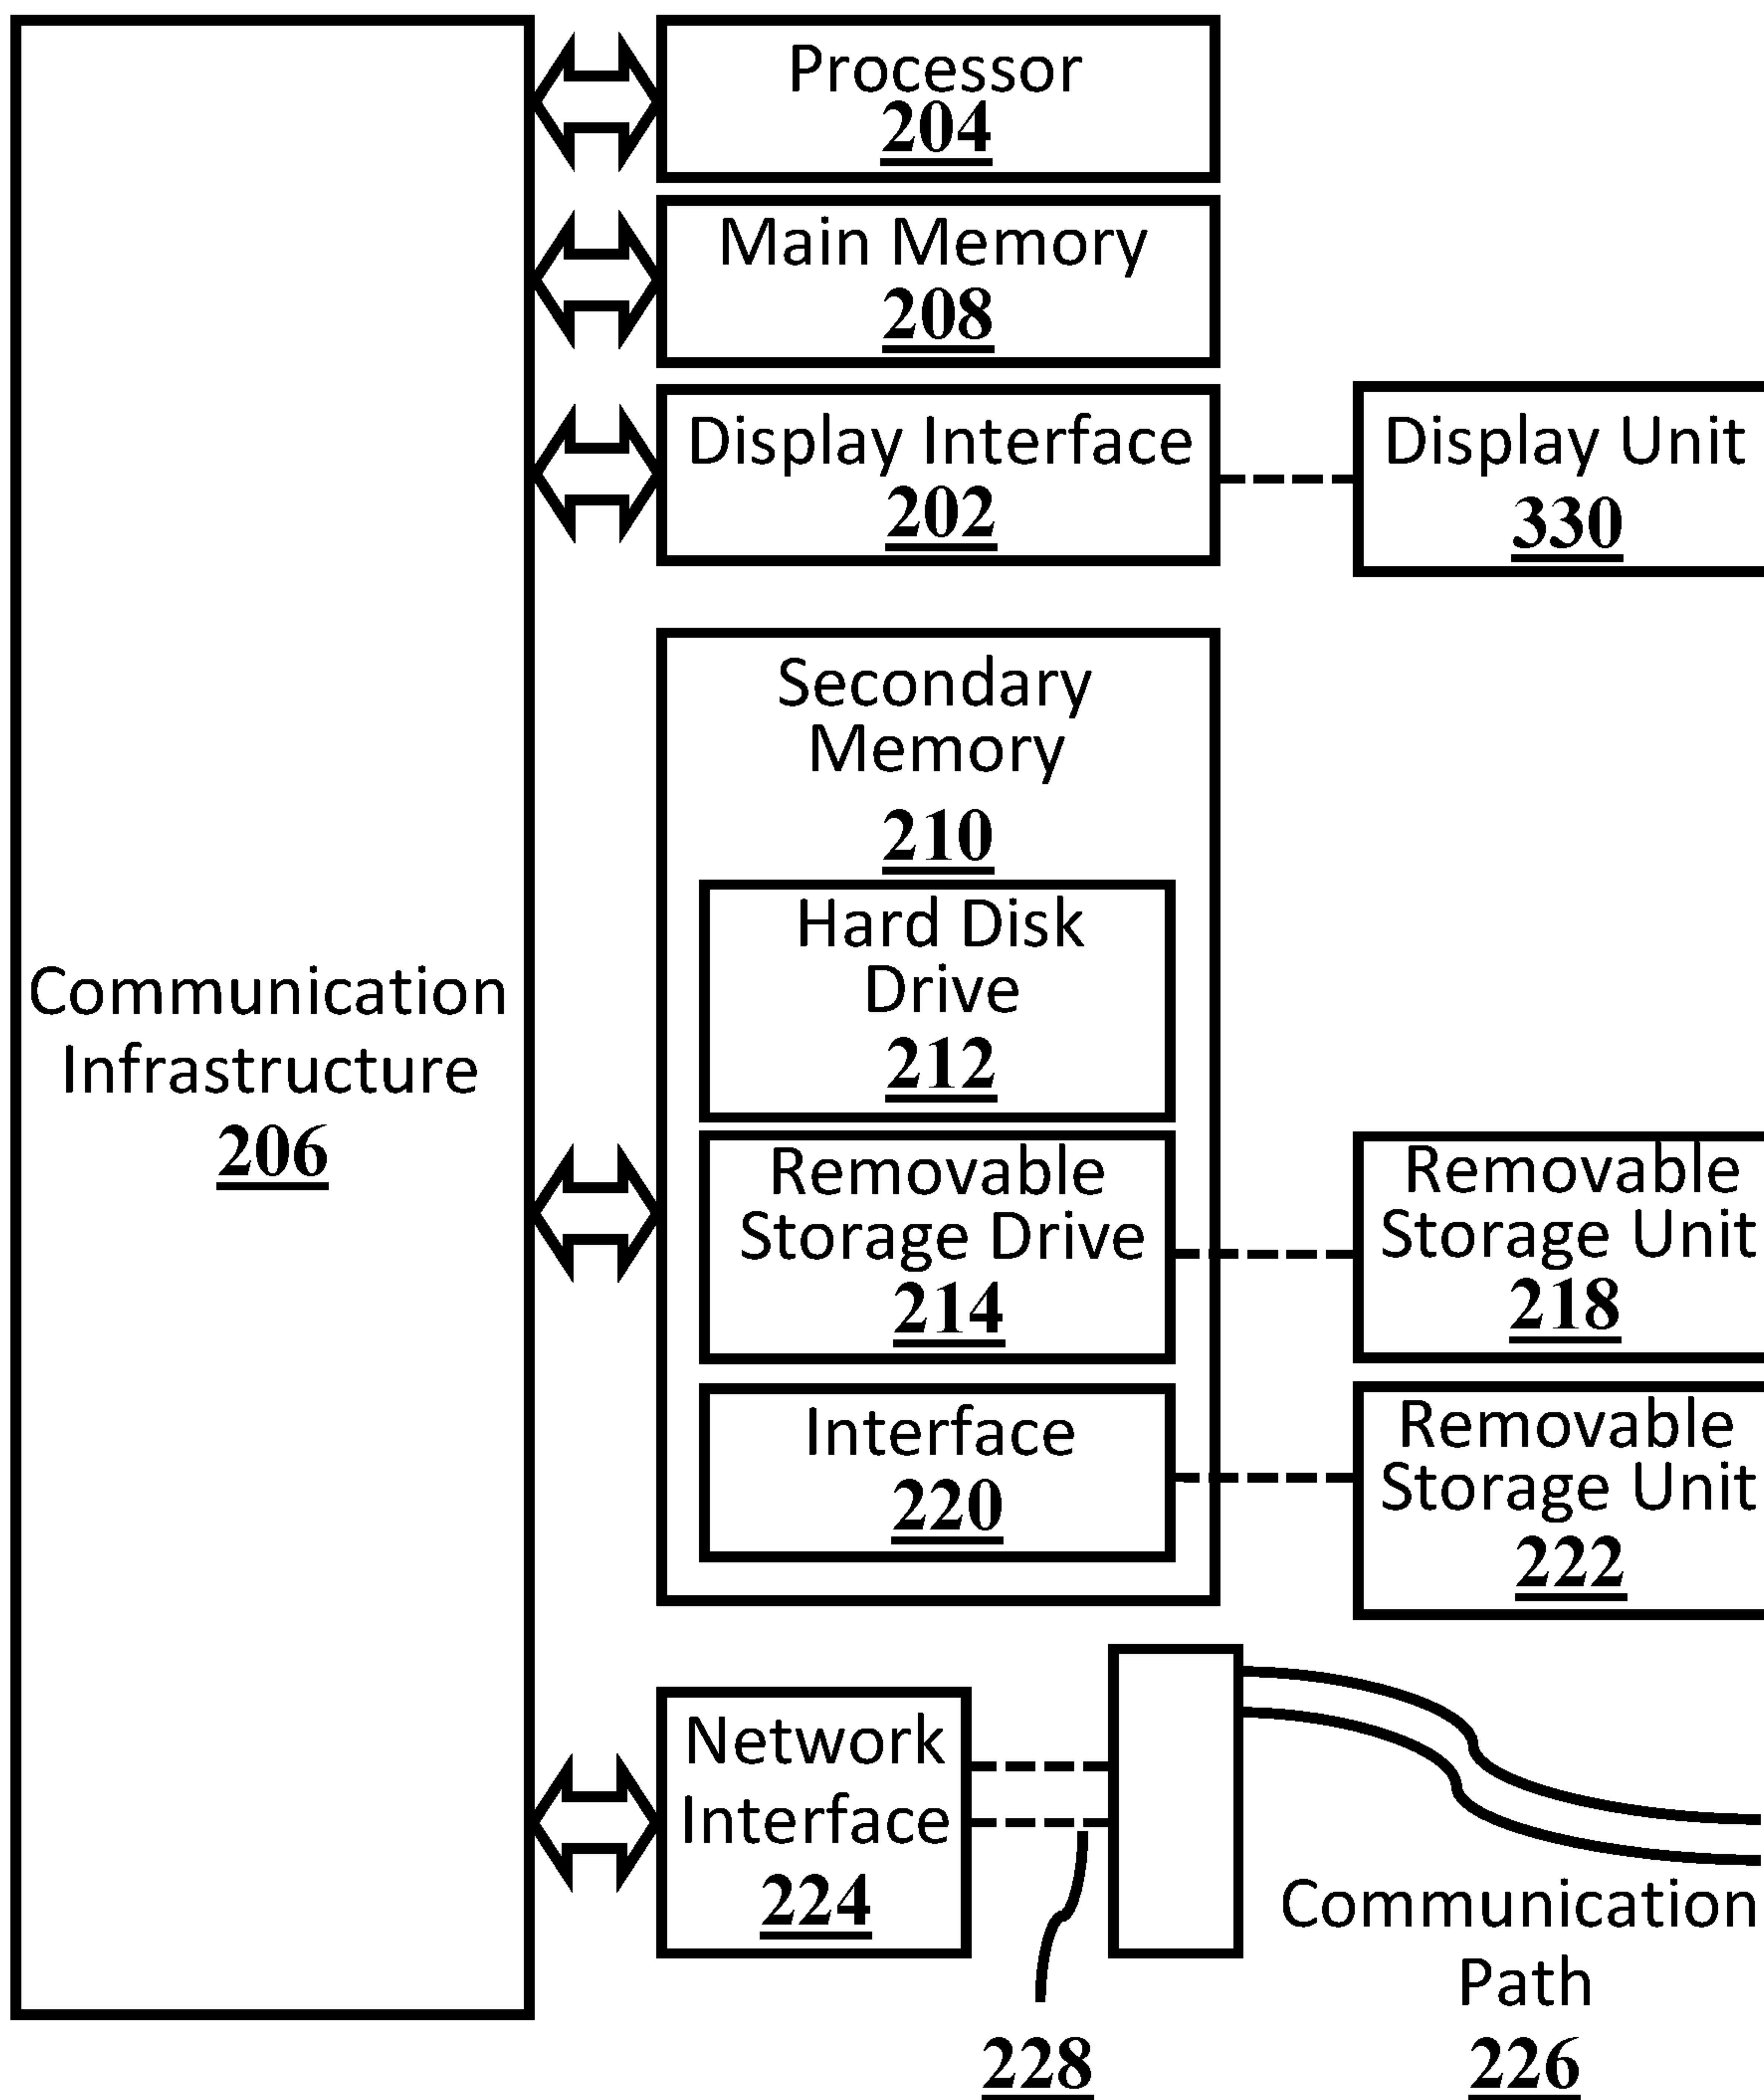 Processor
204
Main Memory
208
Display Interface
202
Display Unit
330
Secondary
Memory
210
Hard Disk
Drive
212
Communication
Infrastructure
206
Removable
Storage Drive
214
Removable
Storage Unit
218
Interface
220
Removable
Storage Unit
222
Network
Interface
224
Communication
Path
226
228